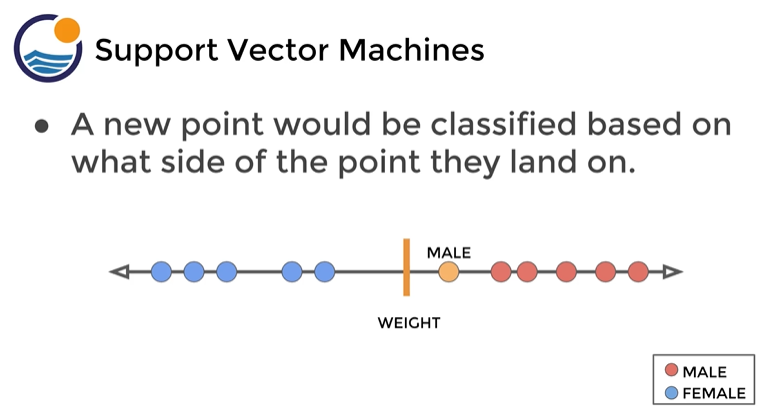 Support Vector Machines
● A new point would be classified based on
what side of the point they land on.
MALE
WEIGHT
MALE
FEMALE